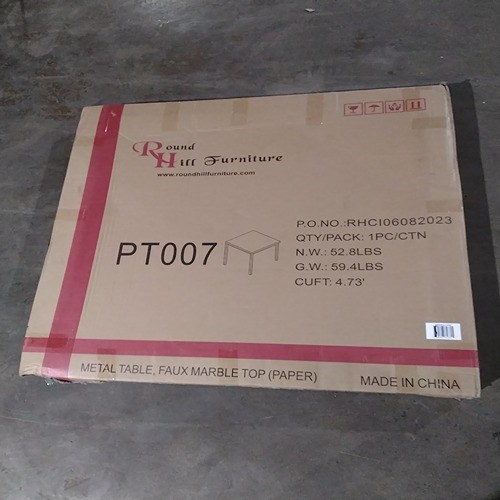 Round
Hill Furniture
www.roundhillfurniture.com
PT007
P.O.NO.:RHCI06082023
QTY/PACK: 1PC/CTN
N.W.: 52.8LBS
G.W.: 59.4LBS
CUFT: 4.73'
METAL TABLE, FAUX MARBLE TOP (PAPER)
MADE IN CHINA